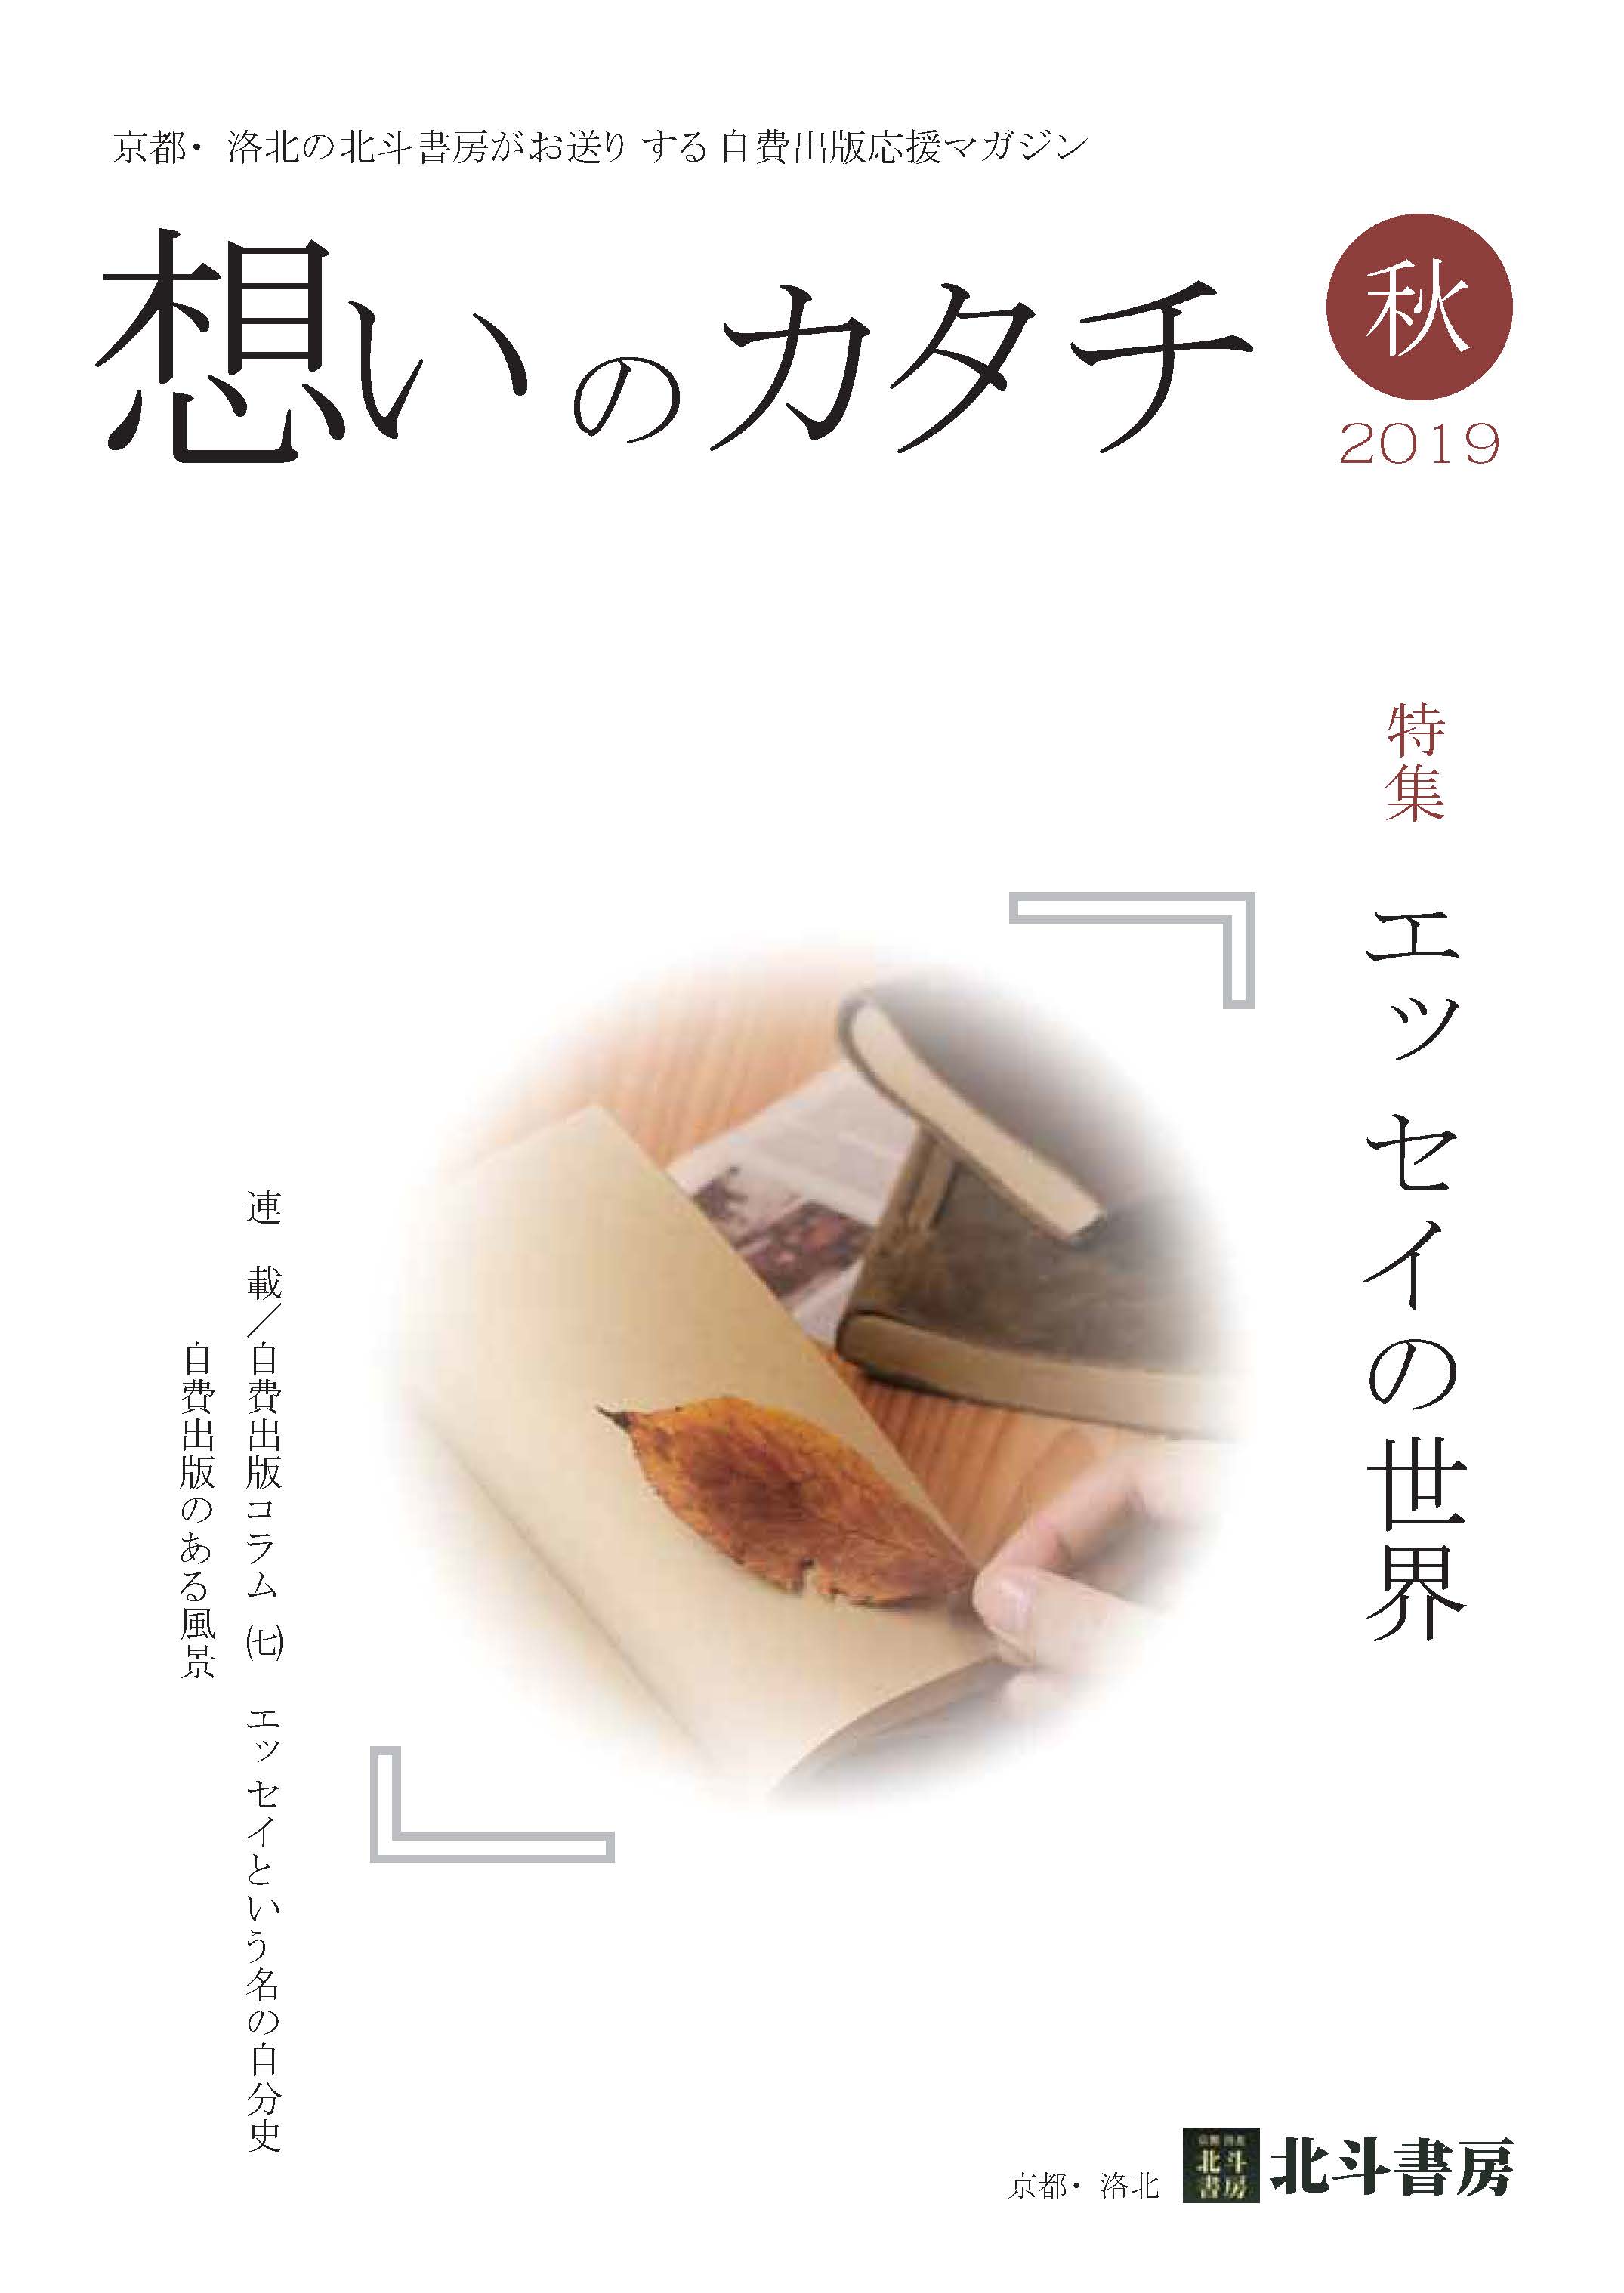 京都・洛北の北斗書房がお送りする自費出版応援マガジン
想いのカタチ
秋
2019
特集 エッセイの世界
連 載／自費出版コラム（七） エッセイという名の自分史
自費出版のある風景
京都・洛北
京都 洛北
北斗
書房
北斗書房